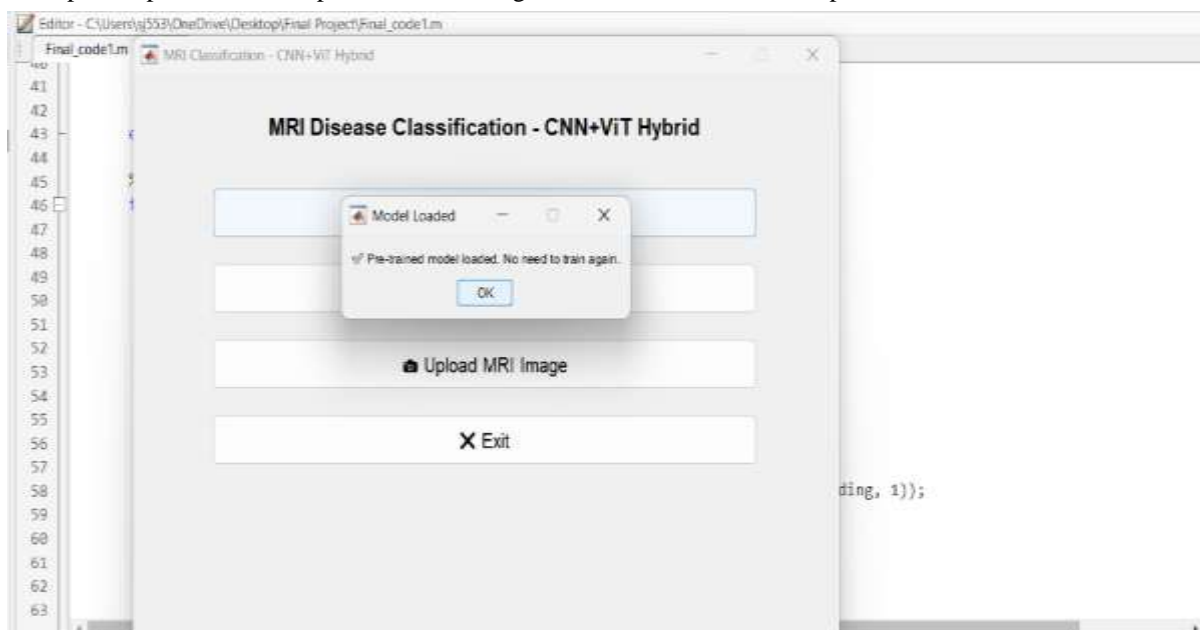 Editor - C:\Users\sj553\OneDrive\Desktop\Final Project\Final_code1.m
Final_code1.m
MRI Classification - CNN+ViT Hybrid
41
42
43
44
45
46
47
48
49
50
51
52
53
54
55
56
57
58
59
60
61
62
63
MRI Disease Classification - CNN+ViT Hybrid
Model Loaded
Pre-trained model loaded. No need to train again.
OK
Upload MRI Image
Exit
ding, 1));